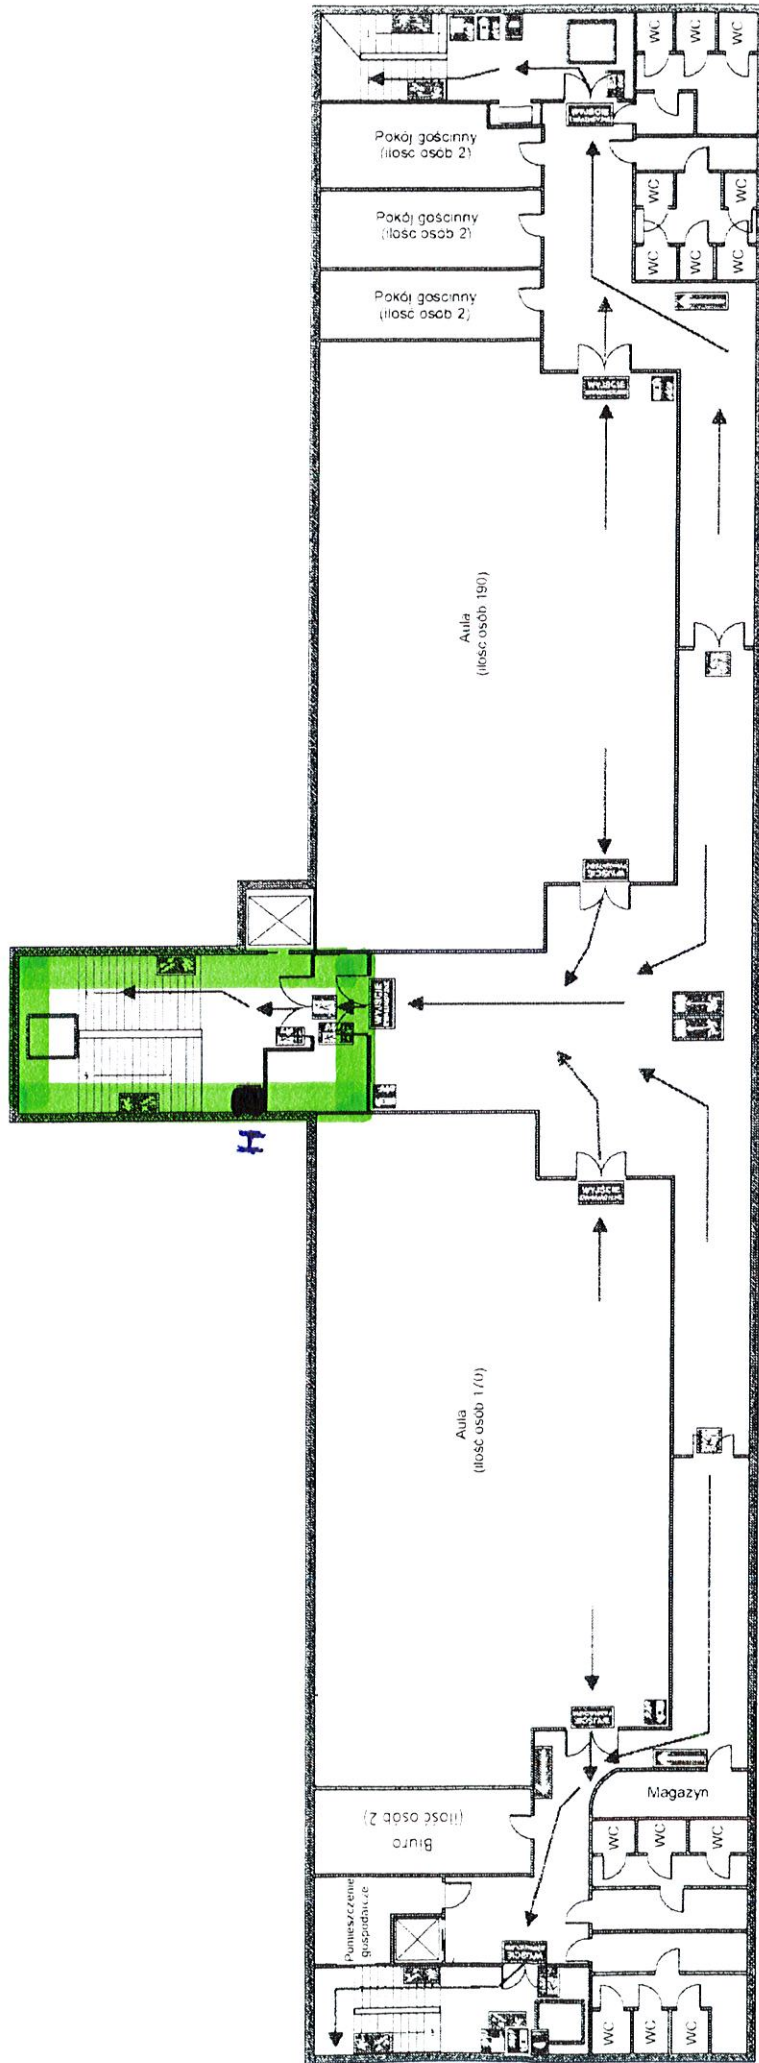 WC
WC
WC
Pokój gościnny
(ilość osób 2)
Pokój gościnny
(ilość osób 2)
Pokój gościnny
(ilość osób 2)
WC
WC
WC
WC
WC
WYJŚCIE
Aula
(ilość osób 190)
H
WYJŚCIE
Aula
(ilość osób 170)
Biuro
(ilość osób 2)
Magazyn
WC
WC
WC
Pomieszczenie
gospodarcze
WC
WC
WC